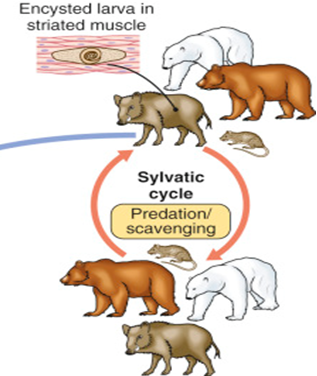 Encysted larva in
striated muscle
Sylvatic
cycle
Predation/
scavenging